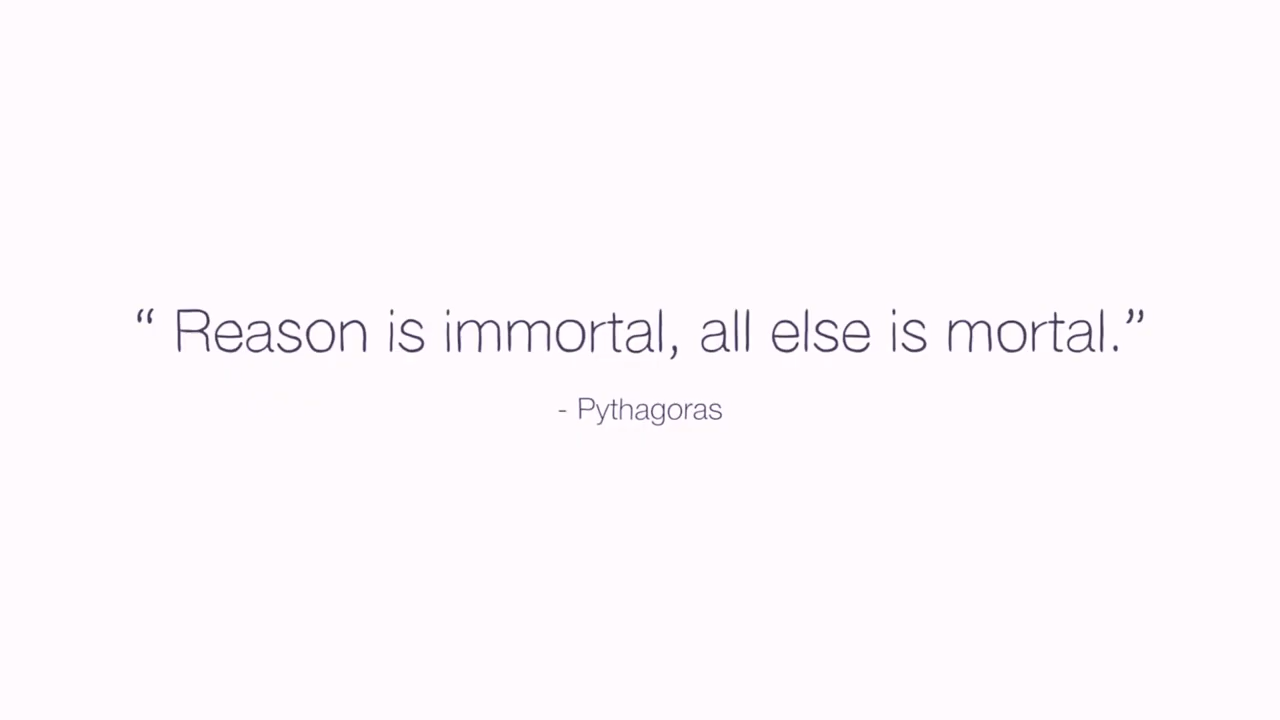 “ Reason is immortal, all else is mortal.”
- Pythagoras